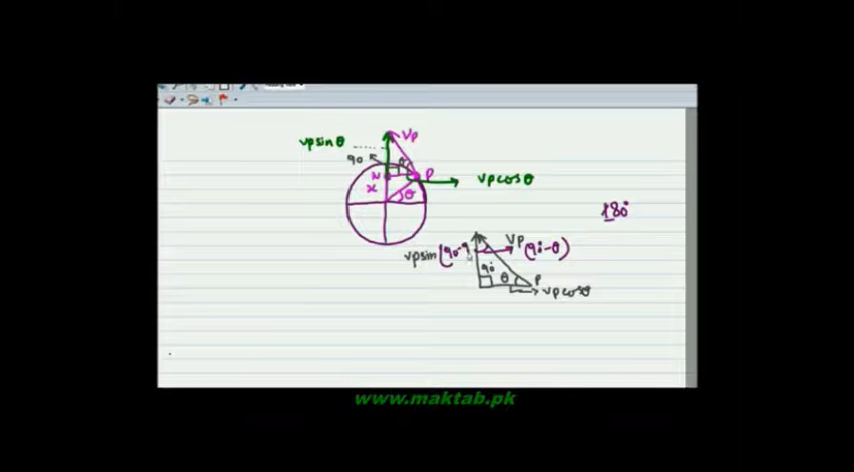 vpsinθ
Vp
90
θ
N
P
x
θ
vpcosθ
180°
vpsin(90-θ
Vp (90-θ)
90
θ
P
vpcosθ
www.maktab.pk